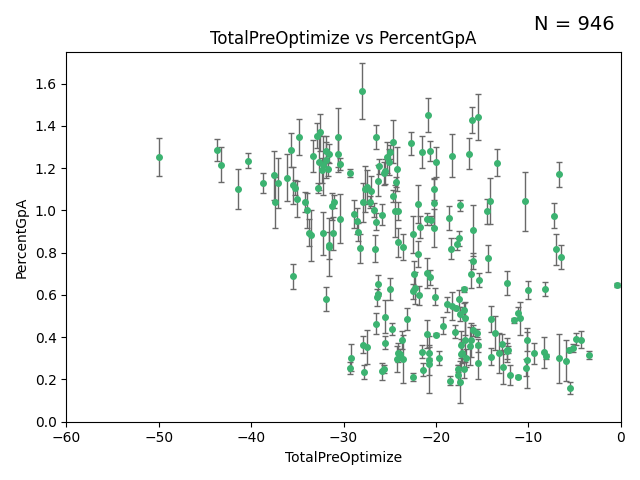 N = 946
TotalPreOptimize vs PercentGpA
1.6
1.4
1.2
1.0
0.8
0.6
0.4
0.2
0.0
PercentGpA
−60 −50 −40 −30 −20 −10 0
TotalPreOptimize